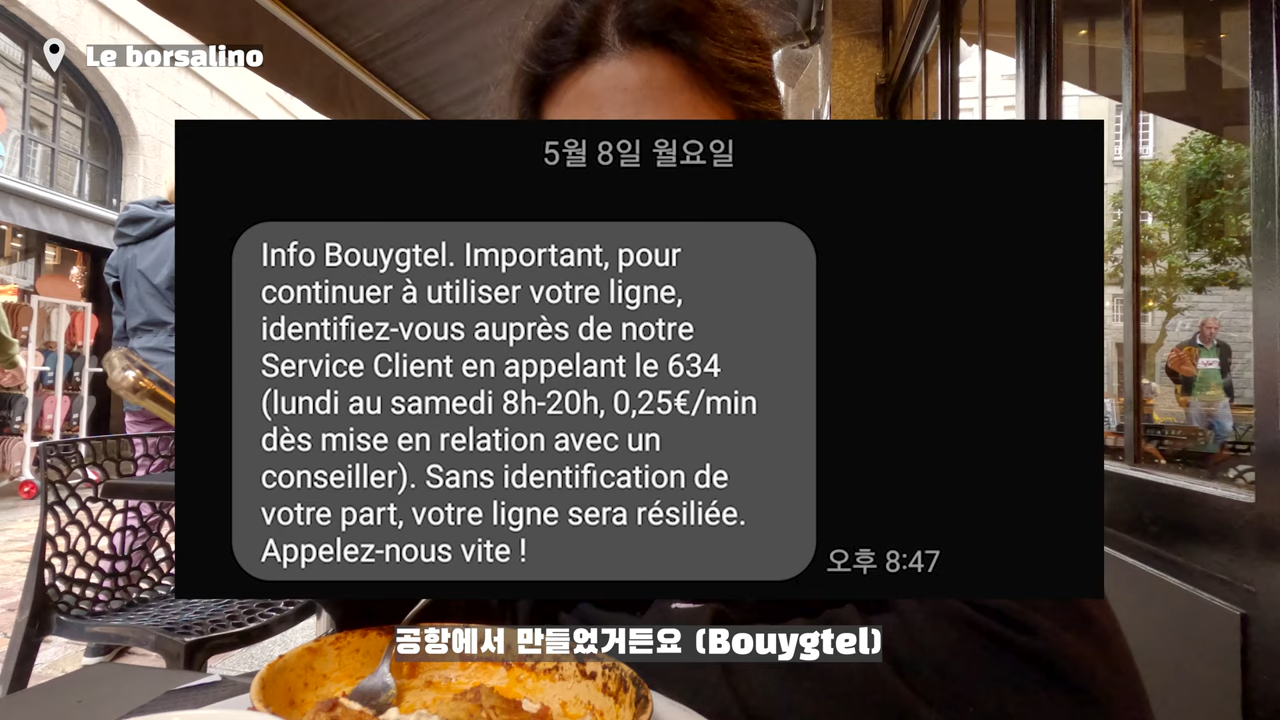 Le borsalino
5월 8일 월요일
Info Bouygtel. Important, pour
continuer à utiliser votre ligne,
identifiez-vous auprès de notre
Service Client en appelant le 634
(lundi au samedi 8h-20h, 0,25€/min
dès mise en relation avec un
conseiller). Sans identification de
votre part, votre ligne sera résiliée.
Appelez-nous vite !
오후 8:47
공항에서 만들었거든요 (Bouygtel)